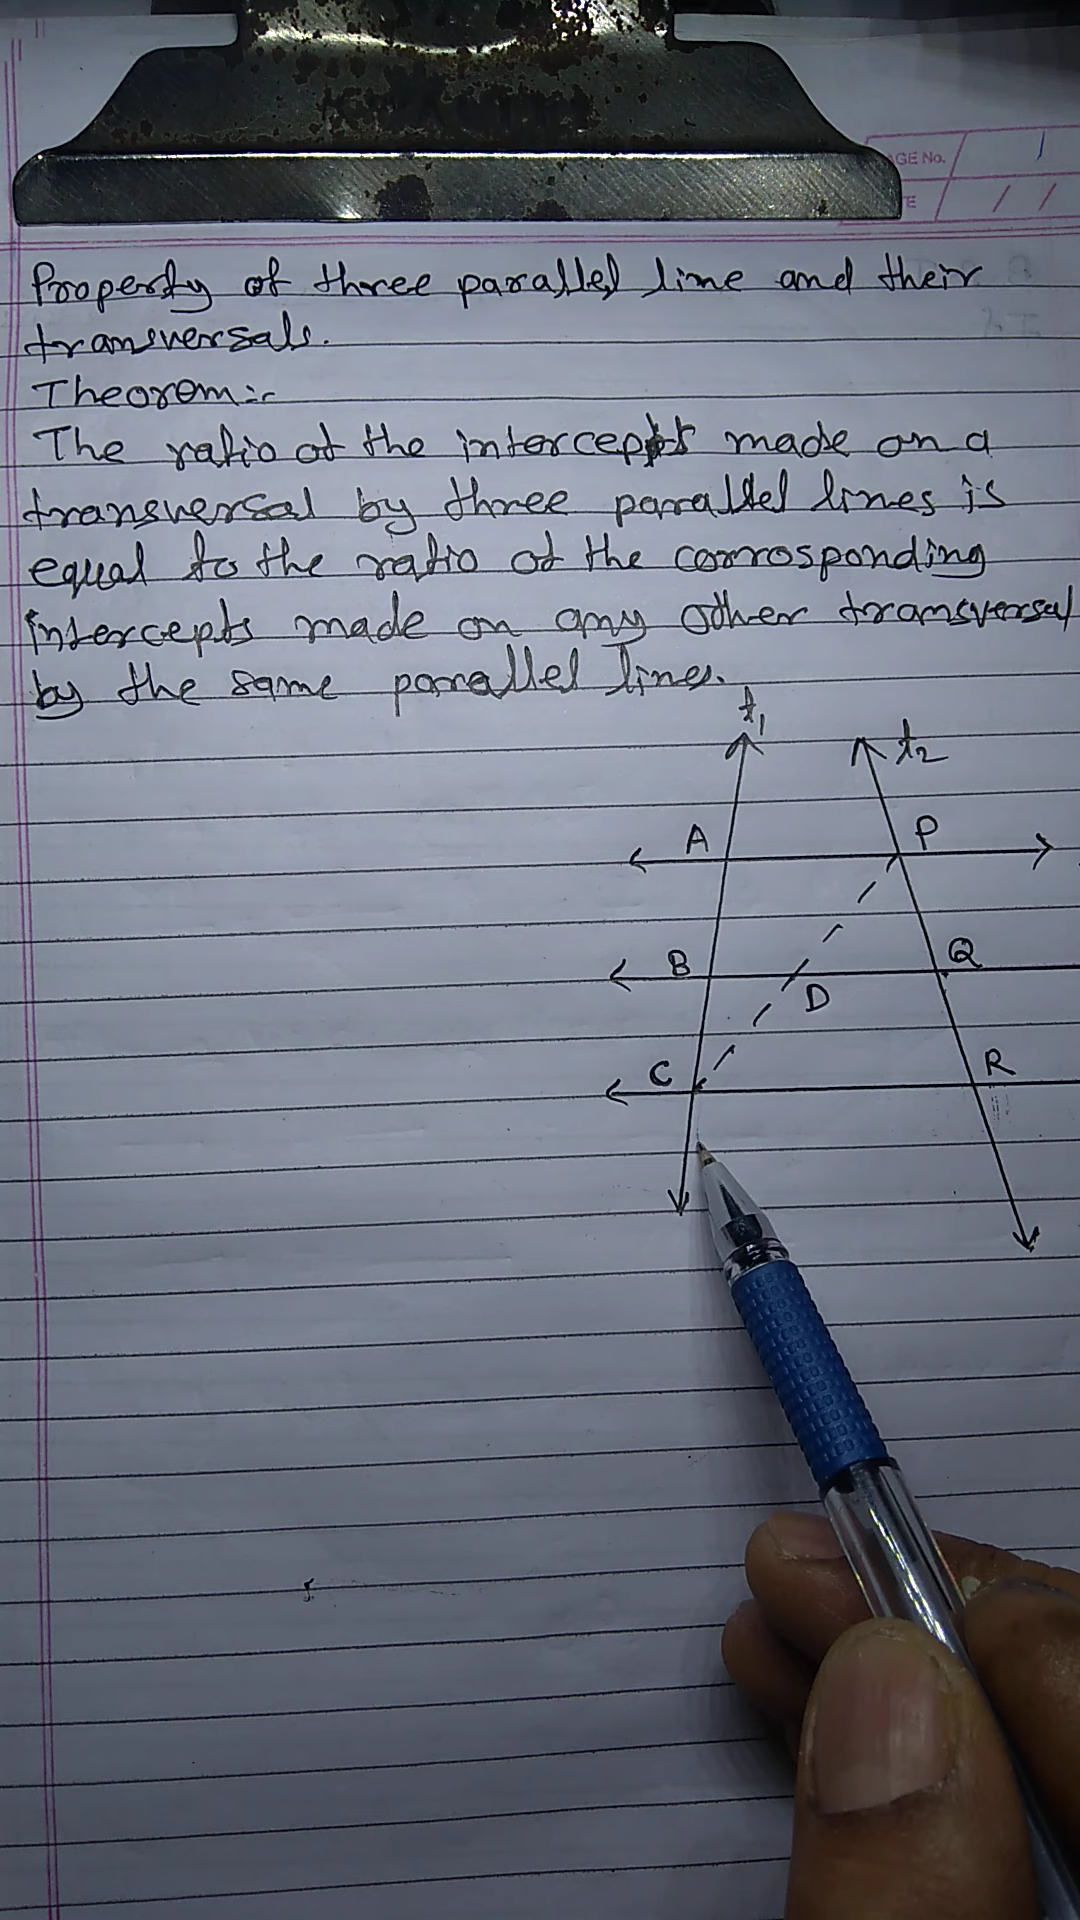 GE No. 1
E / /
Property of three parallel line and their
transversals.
Theorem:-
The ratio of the intercepts made on a
transversal by three parallel lines is
equal to the ratio of the corrosponding
intercepts made on any other transversal
by the same parallel lines.
t1
t2
A P
B Q
D
C R